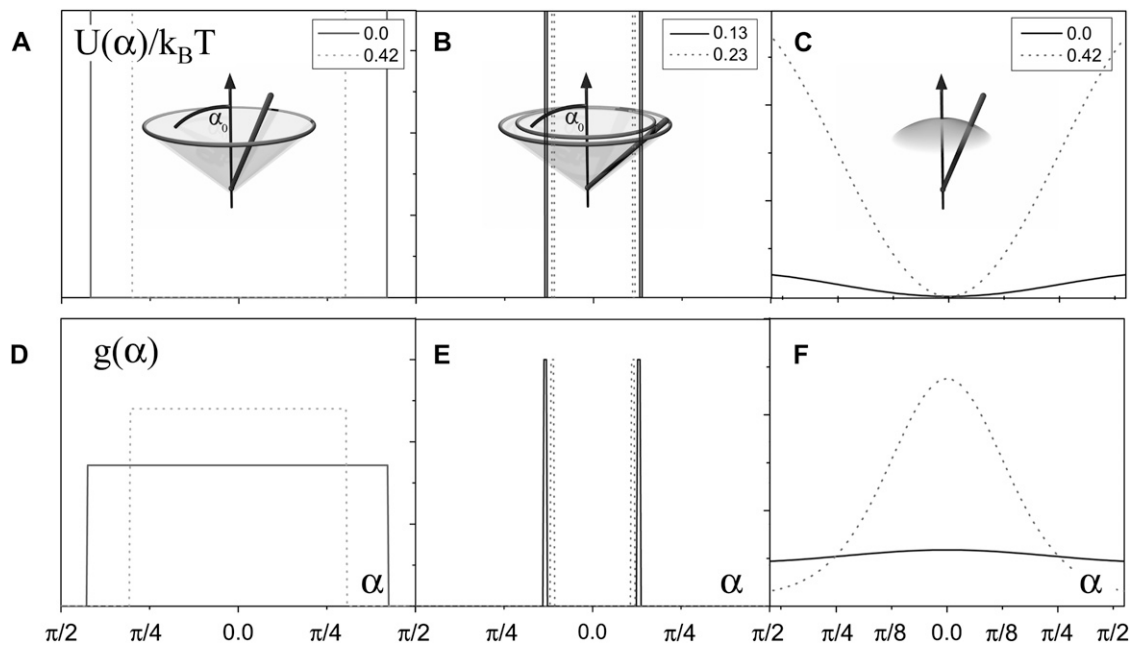 A
U(α)/k_BT
0.0
0.42
α₀
B
0.13
0.23
α₀
C
0.0
0.42
D
g(α)
α
E
α
F
α
π/2 π/4 0.0 π/4 π/2 π/4 0.0 π/4 π/2 π/4 π/8 0.0 π/8 π/4 π/2